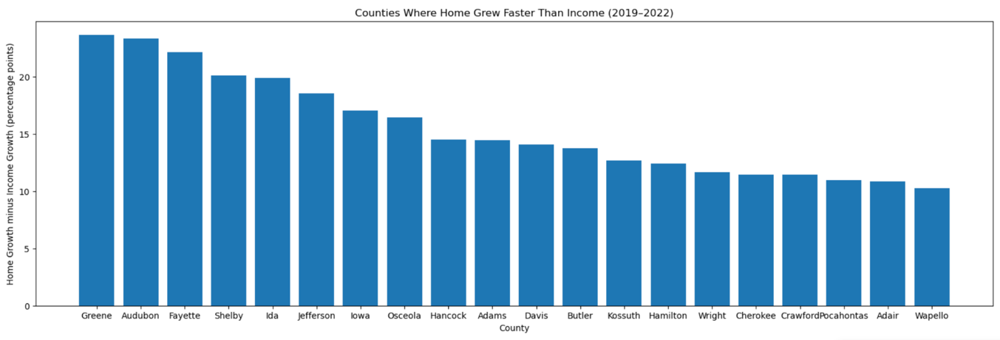 Counties Where Home Grew Faster Than Income (2019–2022)
Home Growth minus Income Growth (percentage points)
20
15
10
5
0
Greene Audubon Fayette Shelby Ida Jefferson Iowa Osceola Hancock Adams Davis Butler Kossuth Hamilton Wright Cherokee Crawford Pocahontas Adair Wapello
County